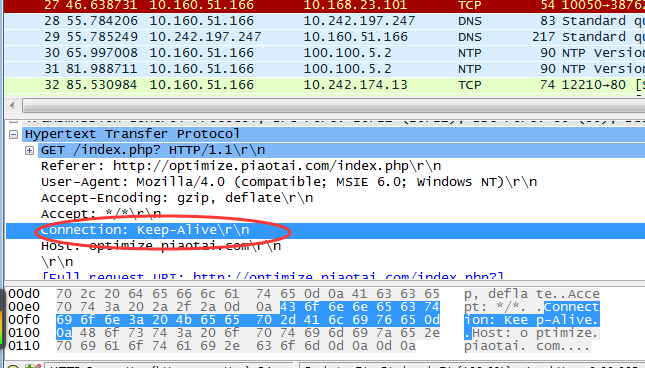 27 46.638731 10.160.51.166 10.168.23.101 TCP 54 10050→38762
28 55.784206 10.160.51.166 10.242.197.247 DNS 83 Standard qu
29 55.785249 10.242.197.247 10.160.51.166 DNS 217 Standard qu
30 65.997008 10.160.51.166 100.100.5.2 NTP 90 NTP Version
31 81.988711 10.160.51.166 100.100.5.2 NTP 90 NTP Version
32 85.530984 10.160.51.166 10.242.174.13 TCP 74 12210→80 [S
Hypertext Transfer Protocol
GET /index.php? HTTP/1.1\r\n
Referer: http://optimize.piaotai.com/index.php\r\n
User-Agent: Mozilla/4.0 (compatible; MSIE 6.0; Windows NT)\r\n
Accept-Encoding: gzip, deflate\r\n
Accept: */*\r\n
Connection: Keep-Alive\r\n
Host: optimize.piaotai.com\r\n
\r\n
[Full request URI: http://optimize.piaotai.com/index.php?]
00d0 70 2c 20 64 65 66 6c 61 74 65 0d 0a 41 63 63 65 p, defla te..Acce
00e0 70 74 3a 20 2a 2f 2a 0d 0a 43 6f 6e 6e 65 63 74 pt: */*. .Connect
00f0 69 6f 6e 3a 20 4b 65 65 70 2d 41 6c 69 76 65 0d ion: Kee p-Alive.
0100 0a 48 6f 73 74 3a 20 6f 70 74 69 6d 69 7a 65 2e .Host: o ptimize.
0110 70 69 61 6f 74 61 69 2e 63 6f 6d 0d 0a 0d 0a piaotai. com....